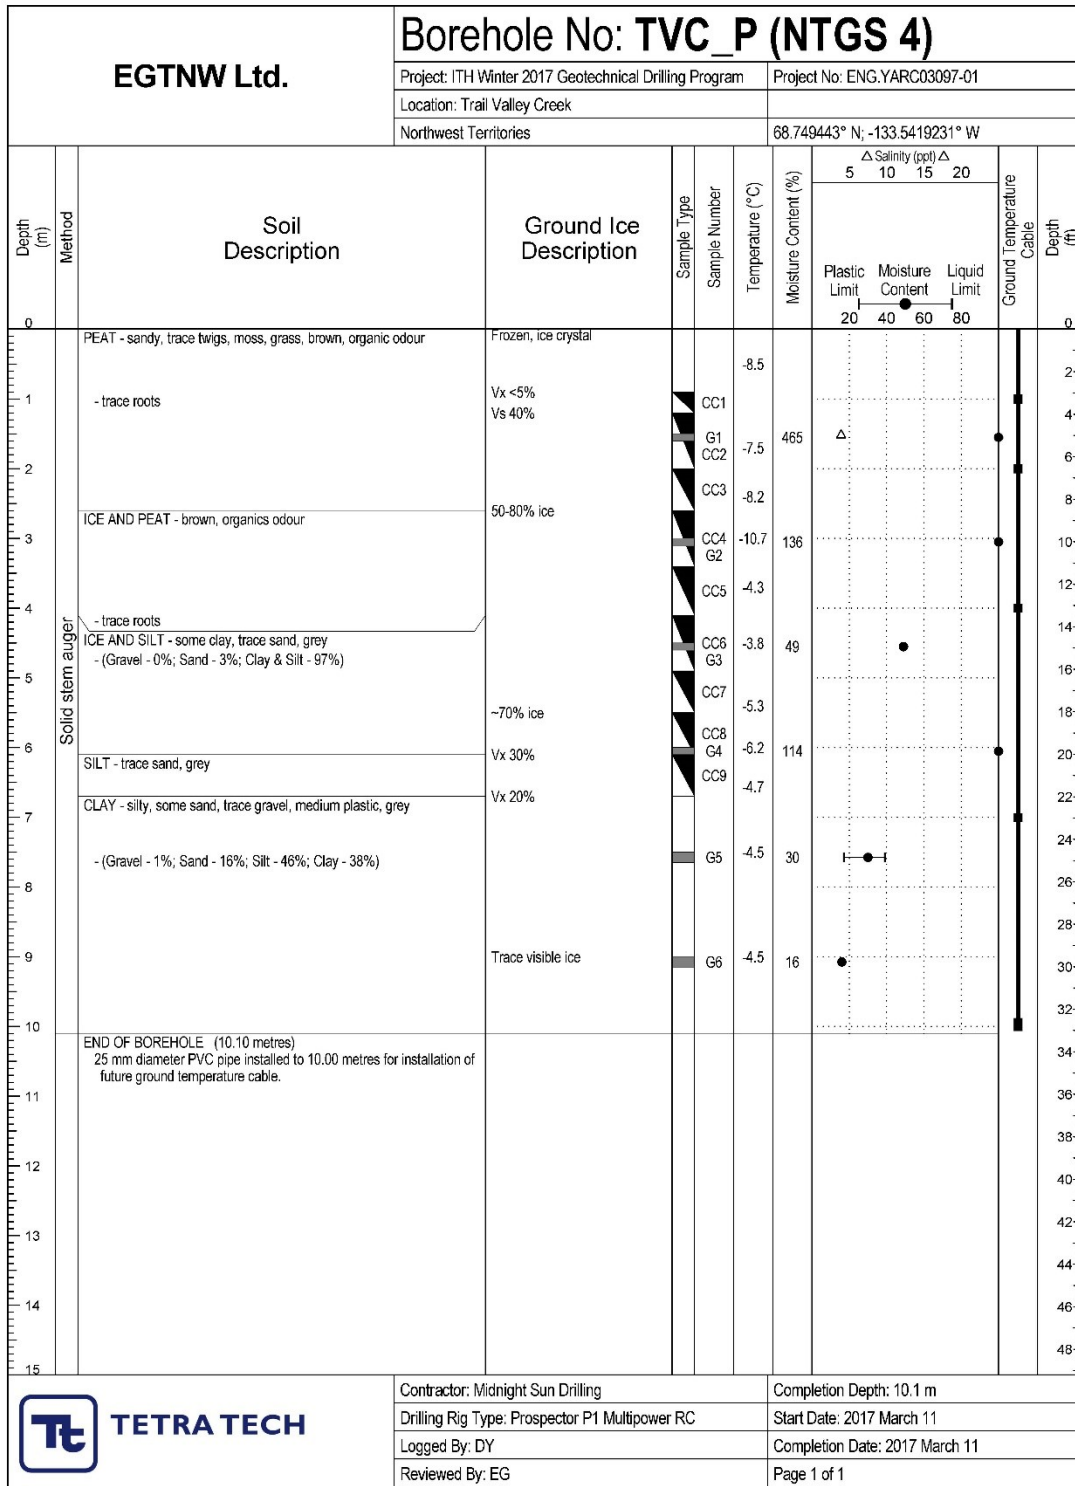 EGTNW Ltd.
Borehole No: TVC_P (NTGS 4)
Project: ITH Winter 2017 Geotechnical Drilling Program
Project No: ENG.YARC03097-01
Location: Trail Valley Creek
Northwest Territories
68.749443° N; -133.5419231° W
Depth (m)
Method
Soil
Description
Ground Ice
Description
Sample Type
Sample Number
Temperature (°C)
Moisture Content (%)
△ Salinity (ppt) △
5 10 15 20
Plastic Limit
Moisture Content
Liquid Limit
20 40 60 80
Ground Temperature Cable
Depth (ft)
0
1
2
3
4
5
6
7
8
9
10
11
12
13
14
15
Solid stem auger
PEAT - sandy, trace twigs, moss, grass, brown, organic odour
- trace roots
ICE AND PEAT - brown, organics odour
- trace roots
ICE AND SILT - some clay, trace sand, grey
- (Gravel - 0%; Sand - 3%; Clay & Silt - 97%)
SILT - trace sand, grey
CLAY - silty, some sand, trace gravel, medium plastic, grey
- (Gravel - 1%; Sand - 16%; Silt - 46%; Clay - 38%)
END OF BOREHOLE (10.10 metres)
25 mm diameter PVC pipe installed to 10.00 metres for installation of
future ground temperature cable.
Frozen, ice crystal
Vx <5%
Vs 40%
50-80% ice
~70% ice
Vx 30%
Vx 20%
Trace visible ice
CC1
G1
CC2
CC3
CC4
G2
CC5
CC6
G3
CC7
CC8
G4
CC9
G5
G6
-8.5
-7.5
-8.2
-10.7
-4.3
-3.8
-5.3
-6.2
-4.7
-4.5
-4.5
465
136
49
114
30
16
0
2
4
6
8
10
12
14
16
18
20
22
24
26
28
30
32
34
36
38
40
42
44
46
48
Tt TETRA TECH
Contractor: Midnight Sun Drilling
Completion Depth: 10.1 m
Drilling Rig Type: Prospector P1 Multipower RC
Start Date: 2017 March 11
Logged By: DY
Completion Date: 2017 March 11
Reviewed By: EG
Page 1 of 1